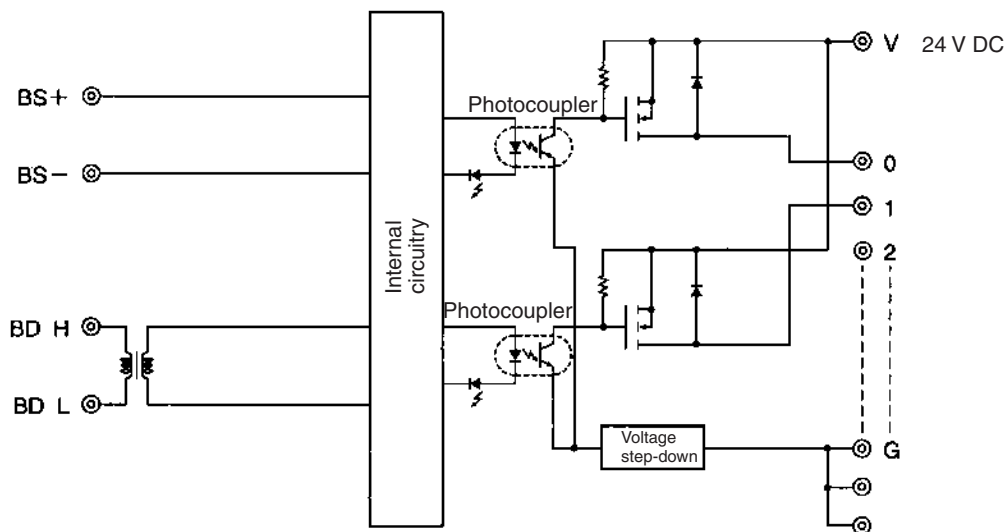 V 24 V DC
BS+
Photocoupler
BS−
0
1
Internal
circuitry
2
Photocoupler
BD H
BD L
Voltage
step-down
G